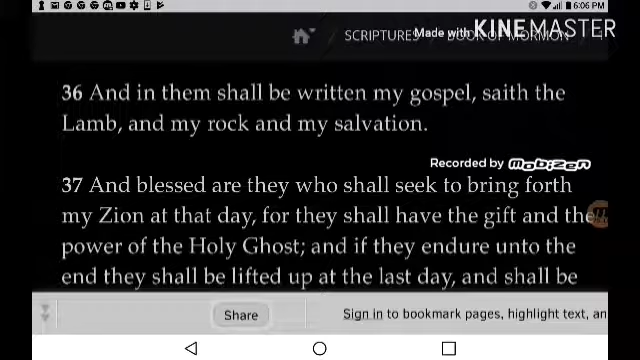 6:06 PM
SCRIPTURES / BOOK OF MORMON
Made with KINEMASTER
36 And in them shall be written my gospel, saith the
Lamb, and my rock and my salvation.
Recorded by mobizen
37 And blessed are they who shall seek to bring forth
my Zion at that day, for they shall have the gift and the
power of the Holy Ghost; and if they endure unto the
end they shall be lifted up at the last day, and shall be
Share
Sign in to bookmark pages, highlight text, an